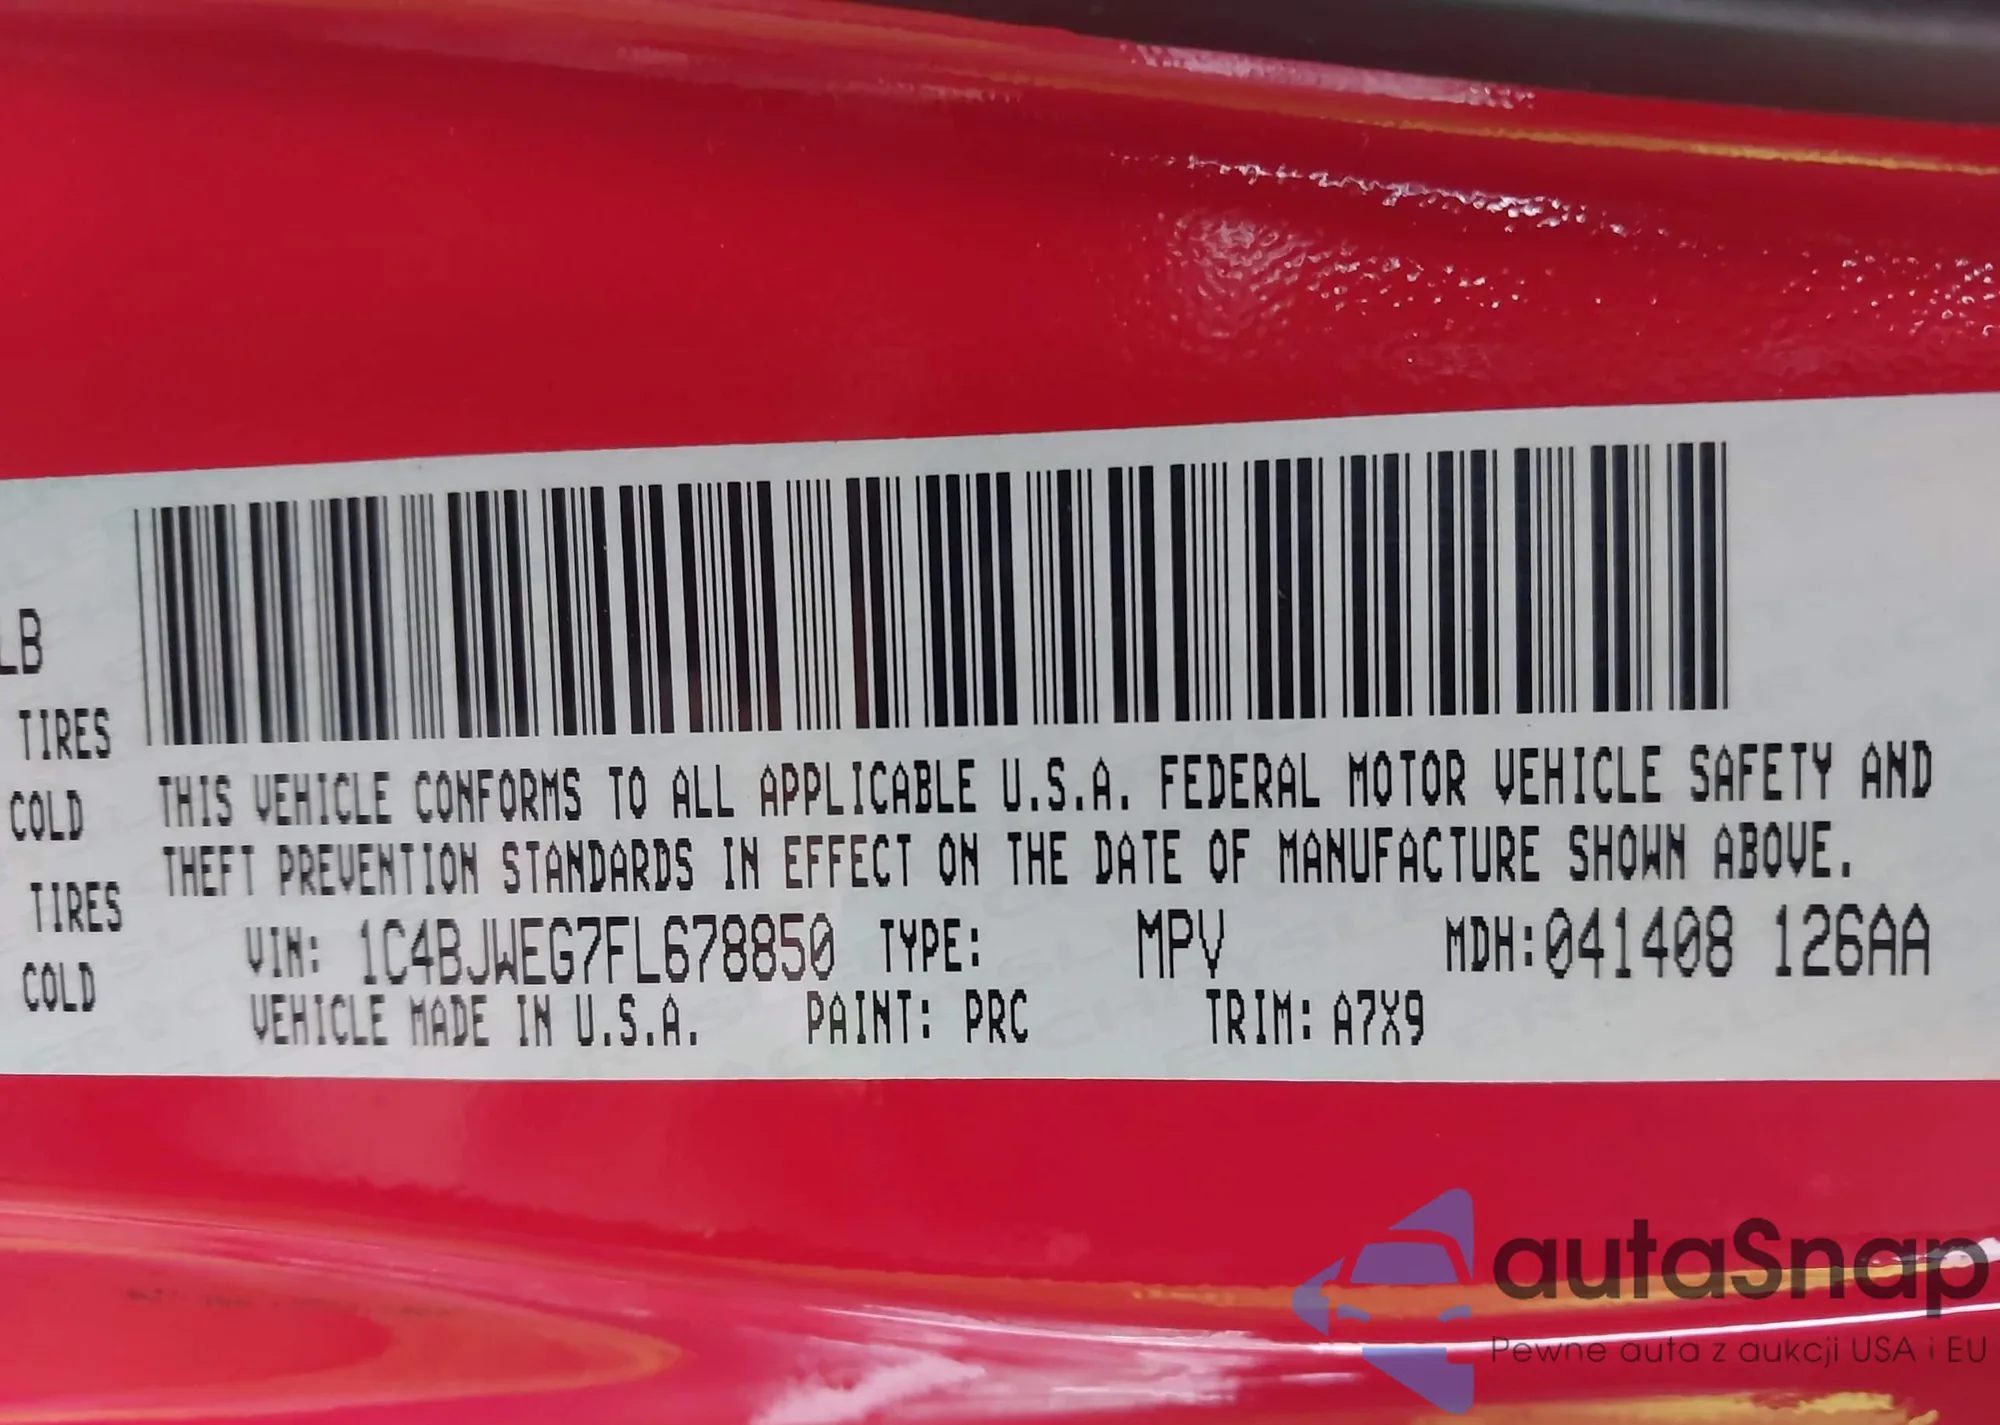 LB
TIRES
COLD
TIRES
COLD
THIS VEHICLE CONFORMS TO ALL APPLICABLE U.S.A. FEDERAL MOTOR VEHICLE SAFETY AND
THEFT PREVENTION STANDARDS IN EFFECT ON THE DATE OF MANUFACTURE SHOWN ABOVE.
VIN: 1C4BJWEG7FL678850 TYPE: MPV MDH:041408 126AA
VEHICLE MADE IN U.S.A. PAINT: PRC TRIM: A7X9
autaSnap
Pewne auta z aukcji USA i EU